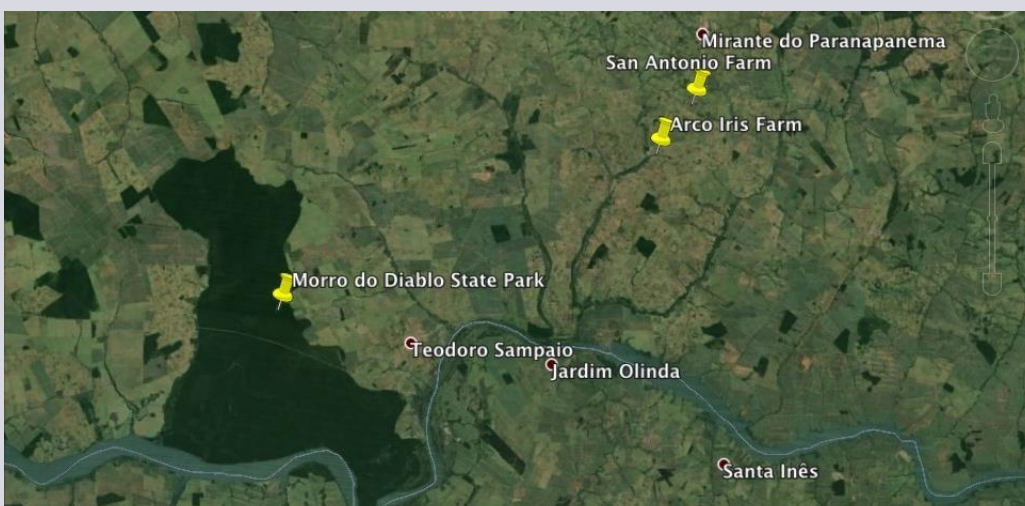 Mirante do Paranapanema
San Antonio Farm
Arco Iris Farm
Morro do Diablo State Park
Teodoro Sampaio
Jardim Olinda
Santa Inês